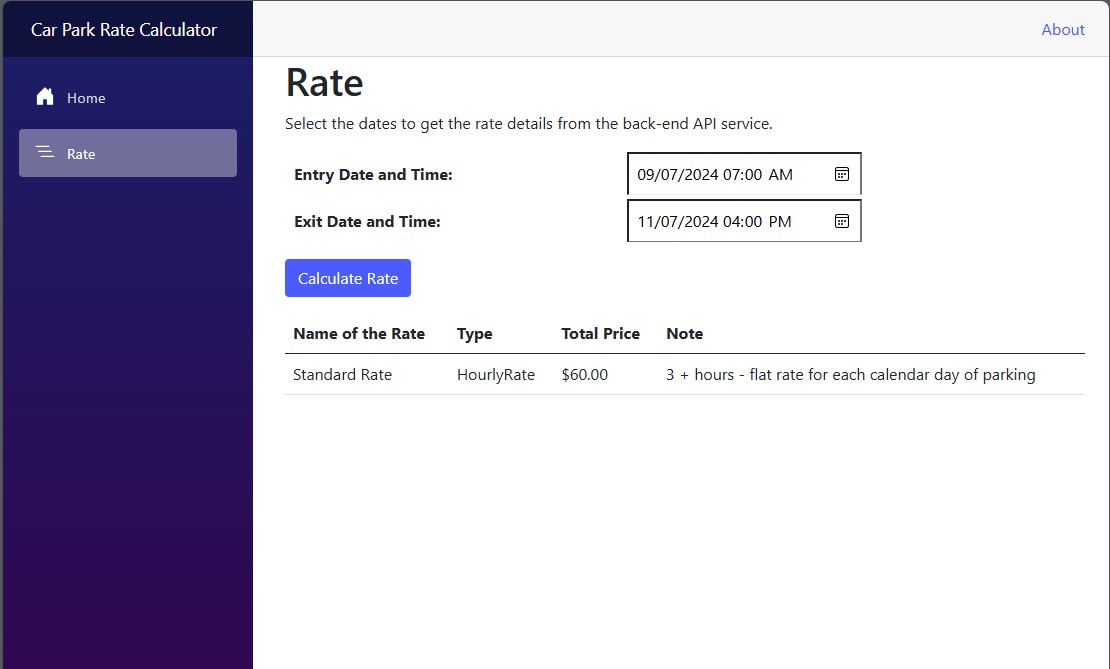 Car Park Rate Calculator
About
Home
Rate
Rate
Select the dates to get the rate details from the back-end API service.
Entry Date and Time: 09/07/2024 07:00 AM
Exit Date and Time: 11/07/2024 04:00 PM
Calculate Rate
Name of the Rate Type Total Price Note
Standard Rate HourlyRate $60.00 3 + hours - flat rate for each calendar day of parking